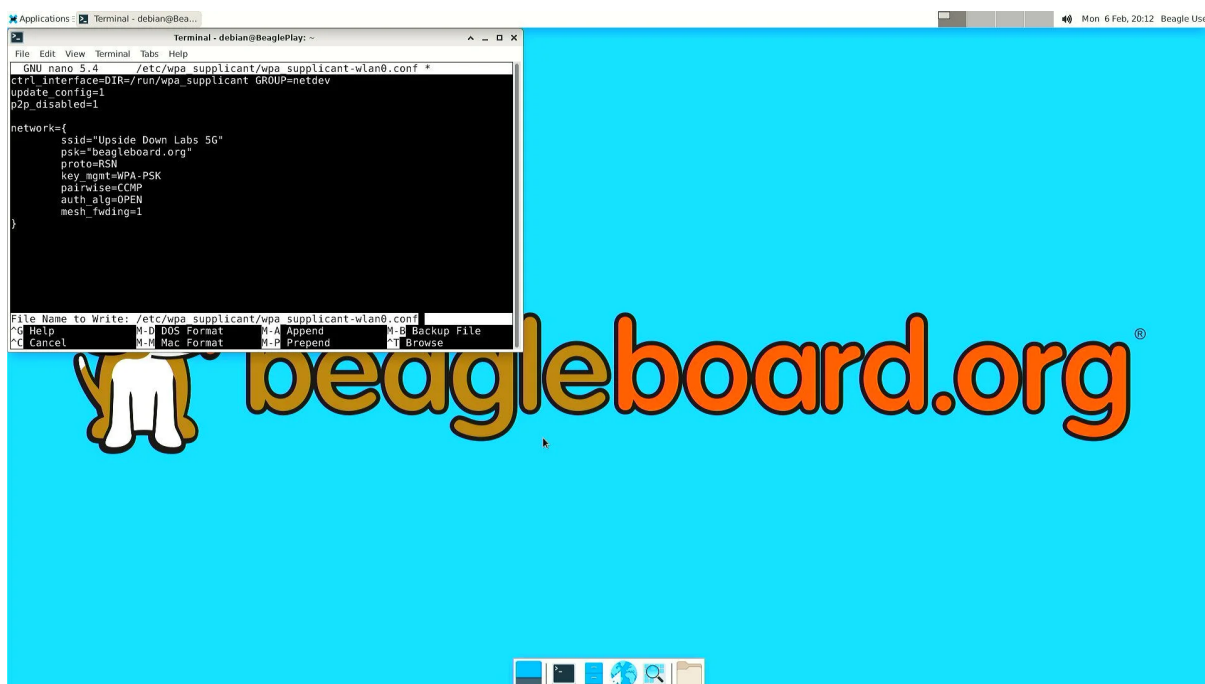 Applications : Terminal - debian@Bea...
Mon 6 Feb, 20:12 Beagle Use
Terminal - debian@BeaglePlay: ~
File Edit View Terminal Tabs Help
GNU nano 5.4 /etc/wpa_supplicant/wpa_supplicant-wlan0.conf *
ctrl_interface=DIR=/run/wpa_supplicant GROUP=netdev
update_config=1
p2p_disabled=1
network={
ssid="Upside Down Labs 5G"
psk="beagleboard.org"
proto=RSN
key_mgmt=WPA-PSK
pairwise=CCMP
auth_alg=OPEN
mesh_fwding=1
}
File Name to Write: /etc/wpa_supplicant/wpa_supplicant-wlan0.conf
^G Help M-D DOS Format M-A Append M-B Backup File
^C Cancel M-M Mac Format M-P Prepend ^T Browse
beagleboard.org®